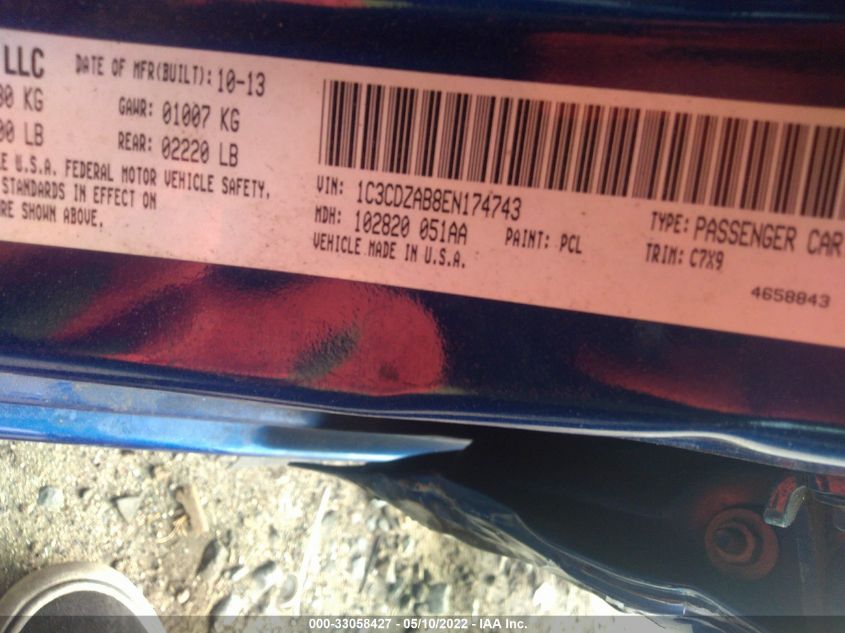 LLC DATE OF MFR(BUILT): 10-13
KG GAWR: 01007 KG
LB REAR: 02220 LB
U.S.A. FEDERAL MOTOR VEHICLE SAFETY,
STANDARDS IN EFFECT ON
SHOWN ABOVE.
VIN: 1C3CDZAB8EN174743
MDH: 102820 051AA PAINT: PCL
VEHICLE MADE IN U.S.A.
TYPE: PASSENGER CAR
TRIM: C7X9
4658843
000-33058427 - 05/10/2022 - IAA Inc.